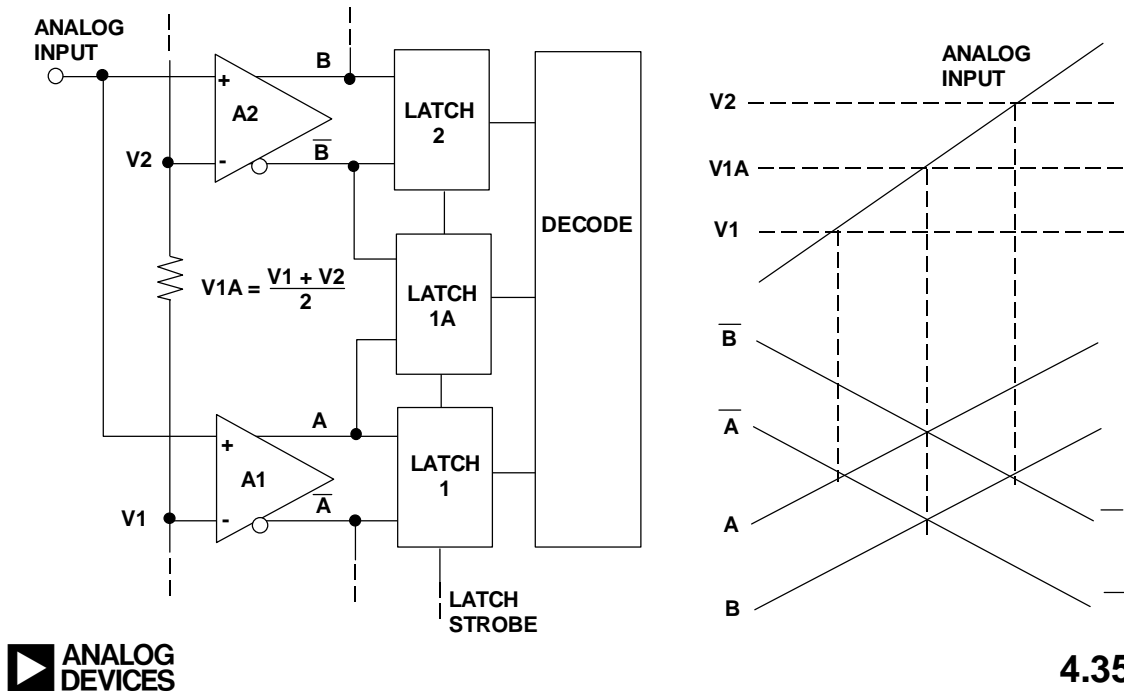 ANALOG
INPUT
B
+
A2
B̅
V2
-
LATCH
2
V1A = V1 + V2
2
LATCH
1A
DECODE
A
+
A1
A̅
V1
-
LATCH
1
LATCH
STROBE
ANALOG
INPUT
V2
V1A
V1
B̅
A̅
A
B
ANALOG
DEVICES
4.35